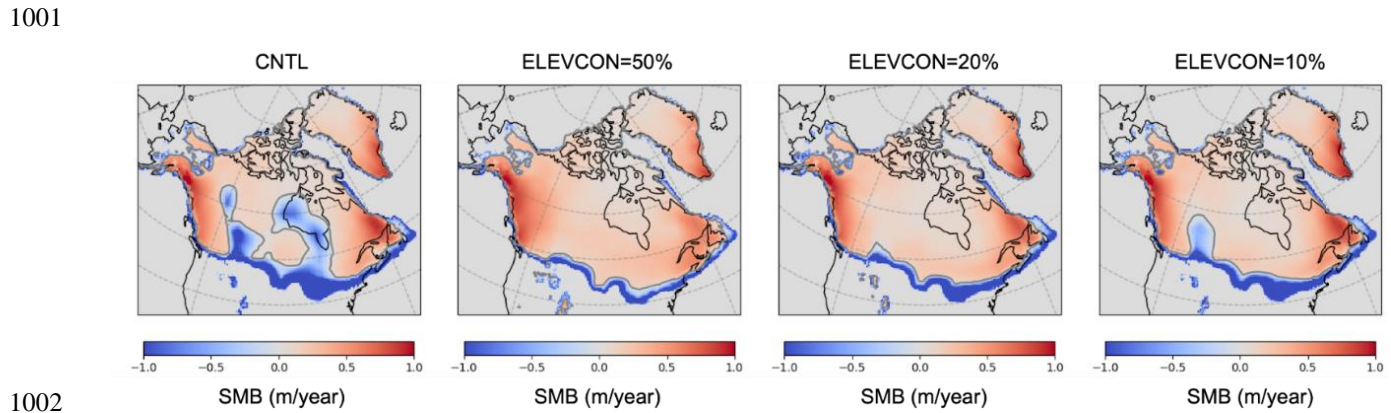 1001
CNTL ELEVCON=50% ELEVCON=20% ELEVCON=10%
−1.0 −0.5 0.0 0.5 1.0 −1.0 −0.5 0.0 0.5 1.0 −1.0 −0.5 0.0 0.5 1.0 −1.0 −0.5 0.0 0.5 1.0
1002 SMB (m/year) SMB (m/year) SMB (m/year) SMB (m/year)